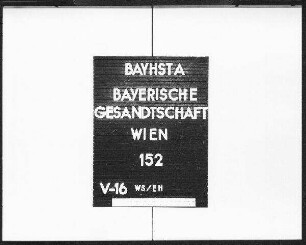 BAYHSTA
BAYERISCHE
GESANDTSCHAFT
WIEN
152
V-16 WS/EH